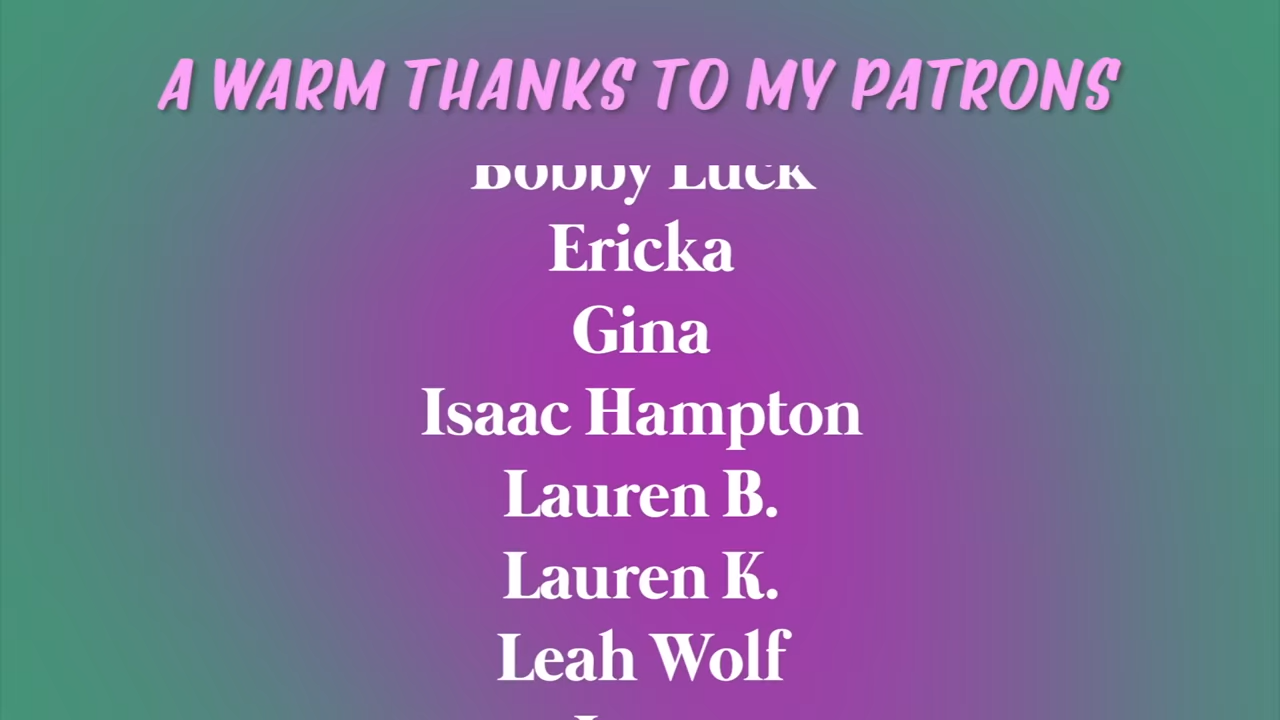 A WARM THANKS TO MY PATRONS
Bobby Luck
Ericka
Gina
Isaac Hampton
Lauren B.
Lauren K.
Leah Wolf